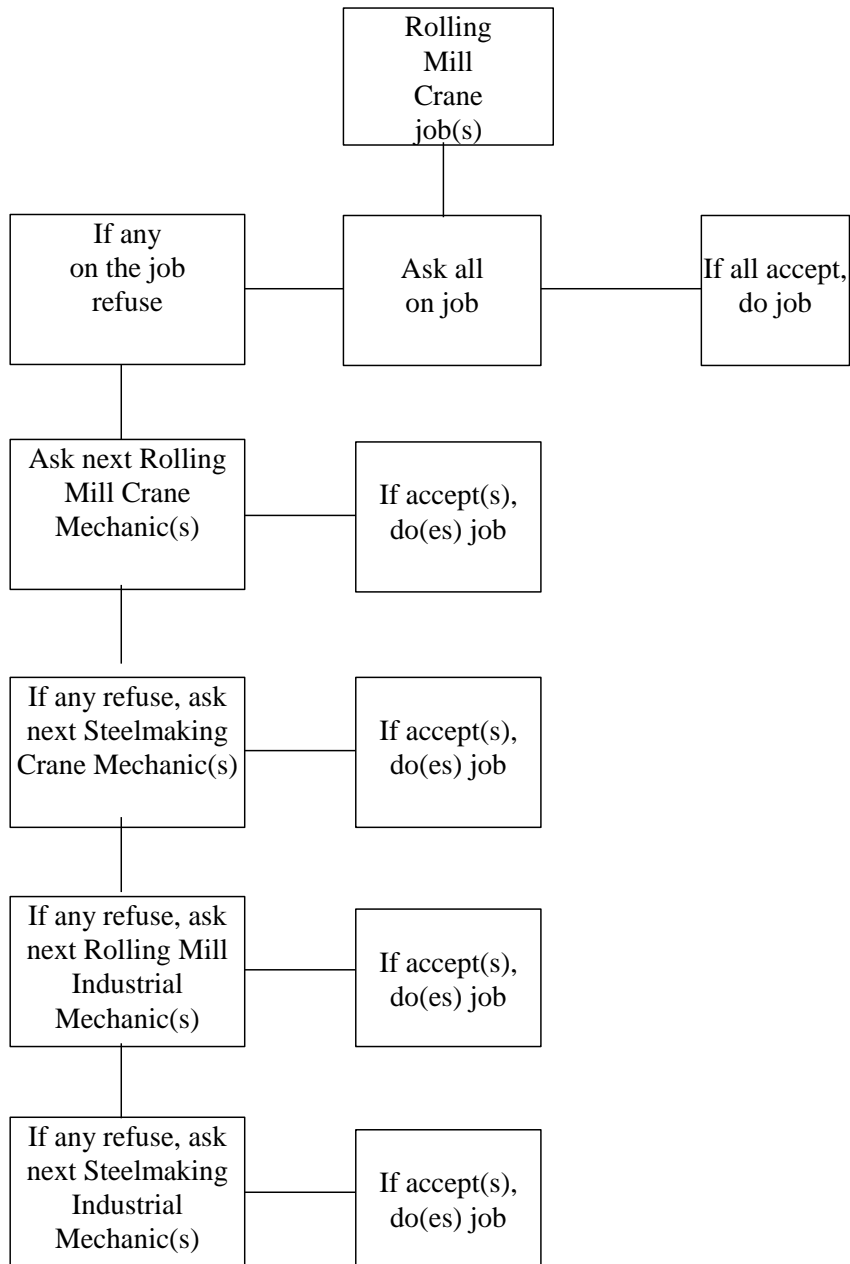 Rolling
Mill
Crane
job(s)
If any
on the job
refuse
Ask all
on job
If all accept,
do job
Ask next Rolling
Mill Crane
Mechanic(s)
If accept(s),
do(es) job
If any refuse, ask
next Steelmaking
Crane Mechanic(s)
If accept(s),
do(es) job
If any refuse, ask
next Rolling Mill
Industrial
Mechanic(s)
If accept(s),
do(es) job
If any refuse, ask
next Steelmaking
Industrial
Mechanic(s)
If accept(s),
do(es) job